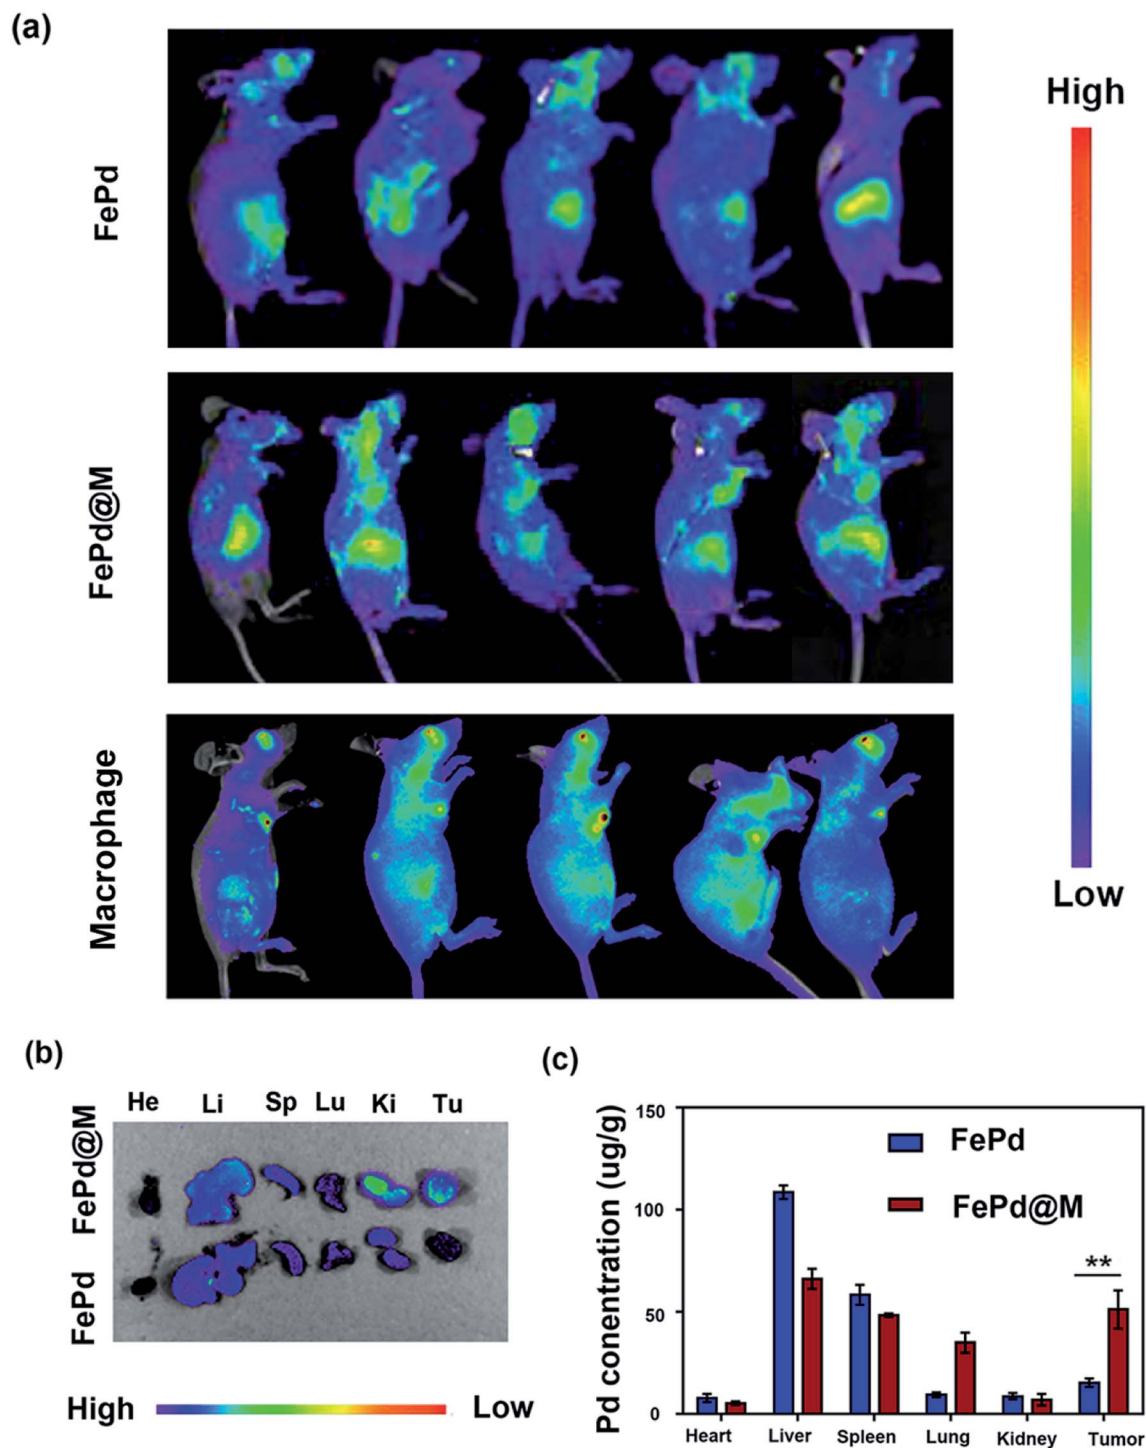 (a)
FePd
High
FePd@M
Macrophage
Low
(b)
He Li Sp Lu Ki Tu
FePd@M
FePd
High Low
(c)
Pd conentration (ug/g)
150
100
50
0
FePd
FePd@M
**
Heart Liver Spleen Lung Kidney Tumor